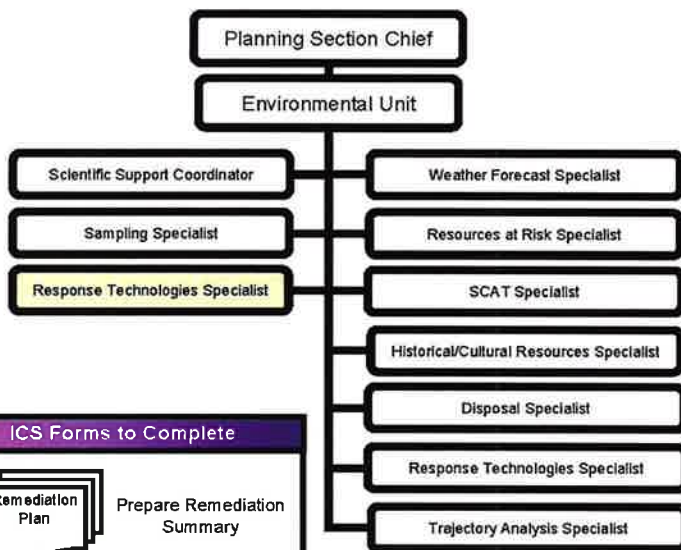 Planning Section Chief
Environmental Unit
Scientific Support Coordinator
Weather Forecast Specialist
Sampling Specialist
Resources at Risk Specialist
Response Technologies Specialist
SCAT Specialist
Historical/Cultural Resources Specialist
Disposal Specialist
Response Technologies Specialist
Trajectory Analysis Specialist
ICS Forms to Complete
Plan
Prepare Remediation
Summary